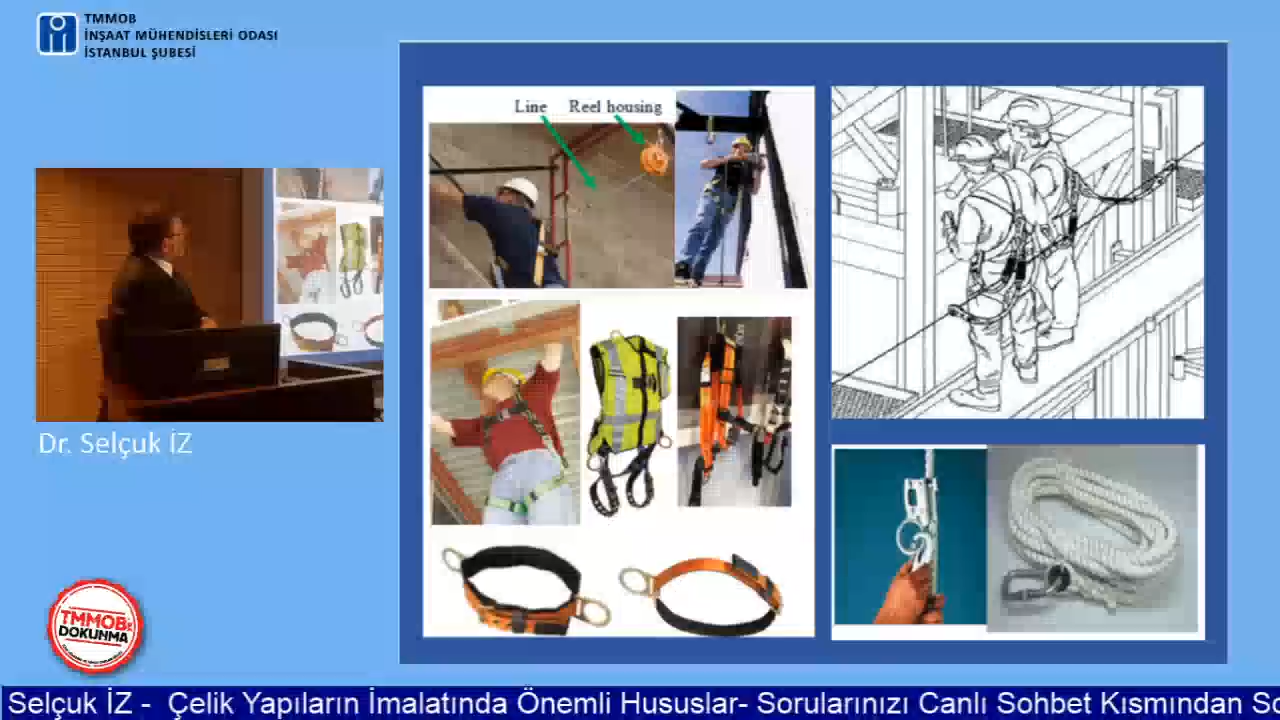 TMMOB
İNŞAAT MÜHENDİSLERİ ODASI
İSTANBUL ŞUBESİ
Line Reel housing
Dr. Selçuk İZ
TMMOB'ye
DOKUNMA
Selçuk İZ - Çelik Yapıların İmalatında Önemli Hususlar- Sorularınızı Canlı Sohbet Kısmından So